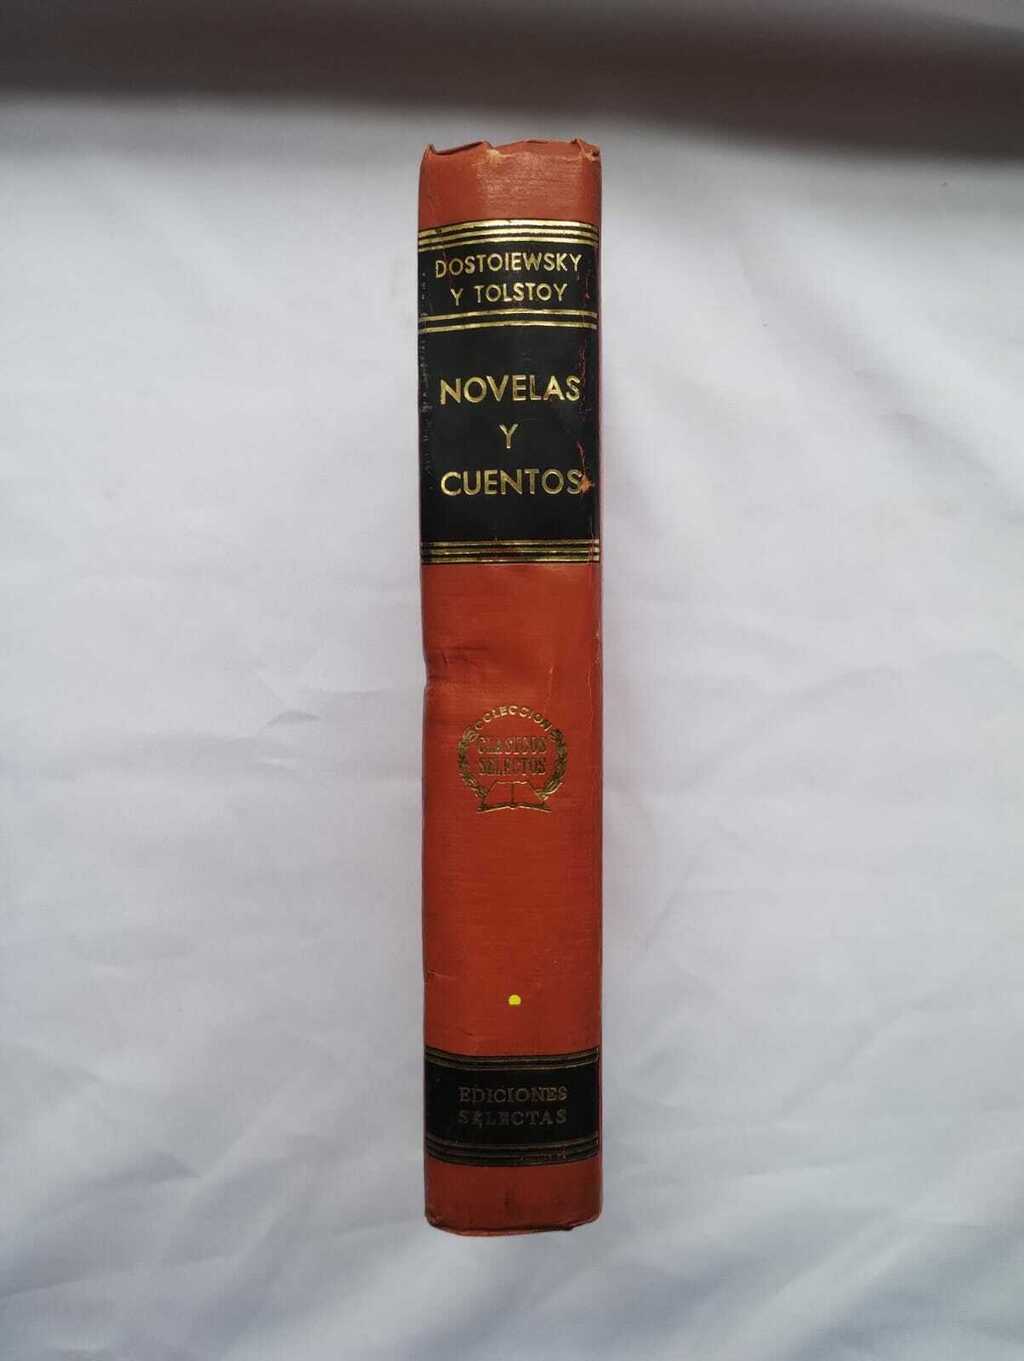 DOSTOIEWSKY
Y TOLSTOY
NOVELAS
Y
CUENTOS
COLECCION
CLASICOS
SELECTOS
EDICIONES
SELECTAS